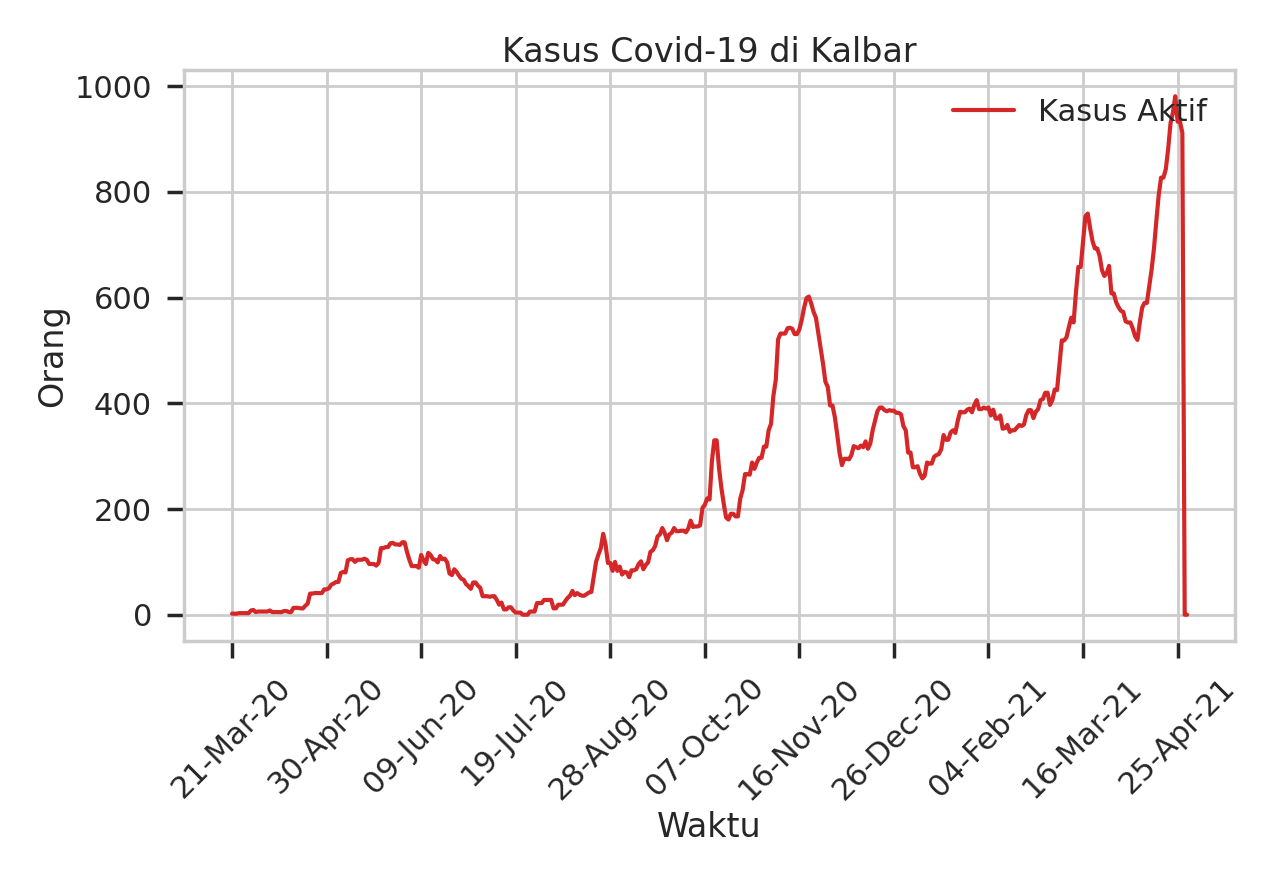 Kasus Covid-19 di Kalbar
Kasus Aktif
1000
800
600
400
200
0
Orang
21-Mar-20
30-Apr-20
09-Jun-20
19-Jul-20
28-Aug-20
07-Oct-20
16-Nov-20
26-Dec-20
04-Feb-21
16-Mar-21
25-Apr-21
Waktu